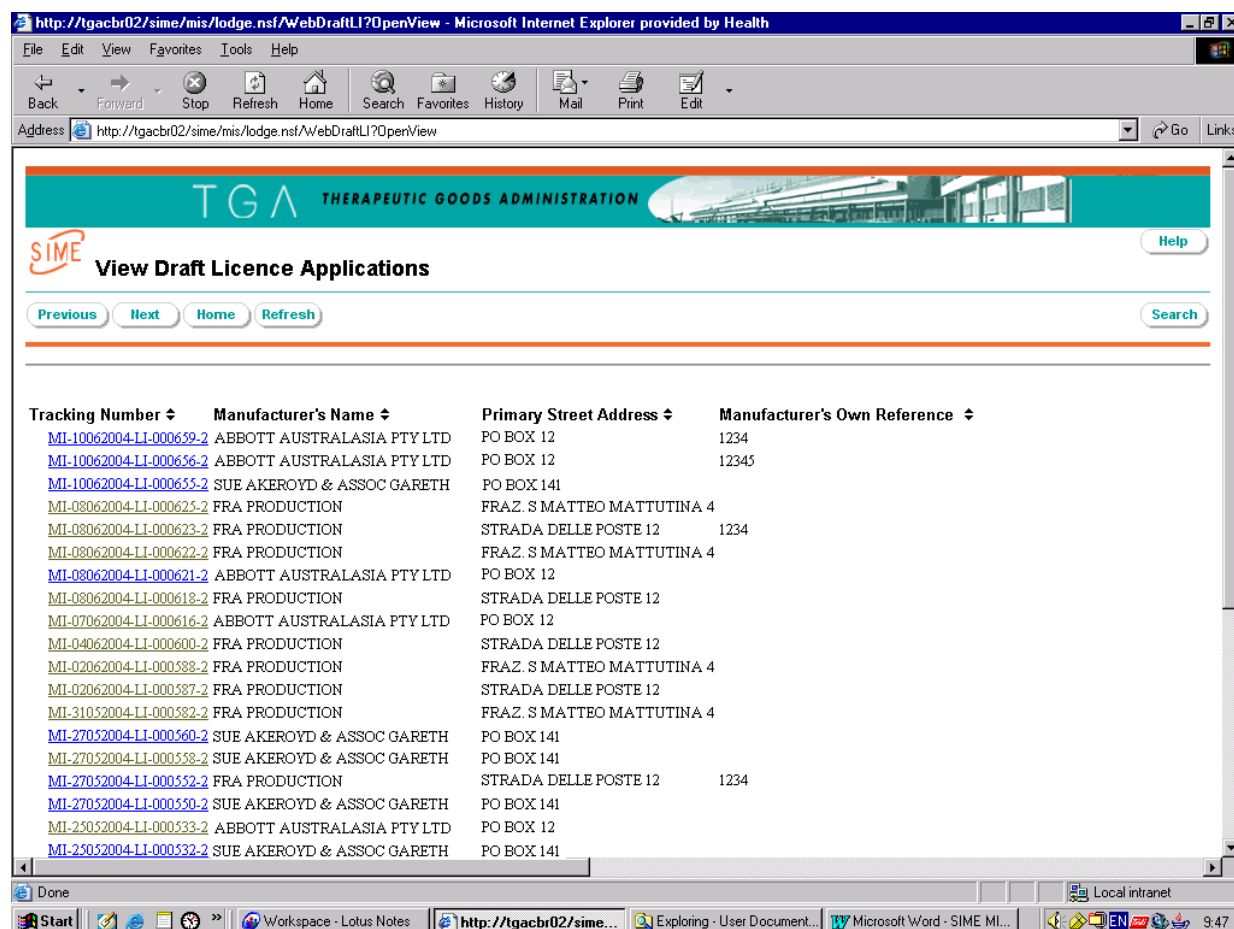 http://tgacbr02/sime/mis/lodge.nsf/WebDraftLI?OpenView - Microsoft Internet Explorer provided by Health
File Edit View Favorites Tools Help
Back Forward Stop Refresh Home Search Favorites History Mail Print Edit
Address http://tgacbr02/sime/mis/lodge.nsf/WebDraftLI?OpenView Go Links
TGA THERAPEUTIC GOODS ADMINISTRATION
SIME View Draft Licence Applications Help
Previous Next Home Refresh Search
Tracking Number Manufacturer's Name Primary Street Address Manufacturer's Own Reference
MI-10062004-LI-000659-2 ABBOTT AUSTRALASIA PTY LTD PO BOX 12 1234
MI-10062004-LI-000656-2 ABBOTT AUSTRALASIA PTY LTD PO BOX 12 12345
MI-10062004-LI-000655-2 SUE AKEROYD & ASSOC GARETH PO BOX 141
MI-08062004-LI-000625-2 FRA PRODUCTION FRAZ. S MATTEO MATTUTINA 4
MI-08062004-LI-000623-2 FRA PRODUCTION STRADA DELLE POSTE 12 1234
MI-08062004-LI-000622-2 FRA PRODUCTION FRAZ. S MATTEO MATTUTINA 4
MI-08062004-LI-000621-2 ABBOTT AUSTRALASIA PTY LTD PO BOX 12
MI-08062004-LI-000618-2 FRA PRODUCTION STRADA DELLE POSTE 12
MI-07062004-LI-000616-2 ABBOTT AUSTRALASIA PTY LTD PO BOX 12
MI-04062004-LI-000600-2 FRA PRODUCTION STRADA DELLE POSTE 12
MI-02062004-LI-000588-2 FRA PRODUCTION FRAZ. S MATTEO MATTUTINA 4
MI-02062004-LI-000587-2 FRA PRODUCTION STRADA DELLE POSTE 12
MI-31052004-LI-000582-2 FRA PRODUCTION FRAZ. S MATTEO MATTUTINA 4
MI-27052004-LI-000560-2 SUE AKEROYD & ASSOC GARETH PO BOX 141
MI-27052004-LI-000558-2 SUE AKEROYD & ASSOC GARETH PO BOX 141
MI-27052004-LI-000552-2 FRA PRODUCTION STRADA DELLE POSTE 12 1234
MI-27052004-LI-000550-2 SUE AKEROYD & ASSOC GARETH PO BOX 141
MI-25052004-LI-000533-2 ABBOTT AUSTRALASIA PTY LTD PO BOX 12
MI-25052004-LI-000532-2 SUE AKEROYD & ASSOC GARETH PO BOX 141
Done Local intranet
Start » Workspace - Lotus Notes http://tgacbr02/sime... Exploring - User Document... Microsoft Word - SIME MI... EN 9:47